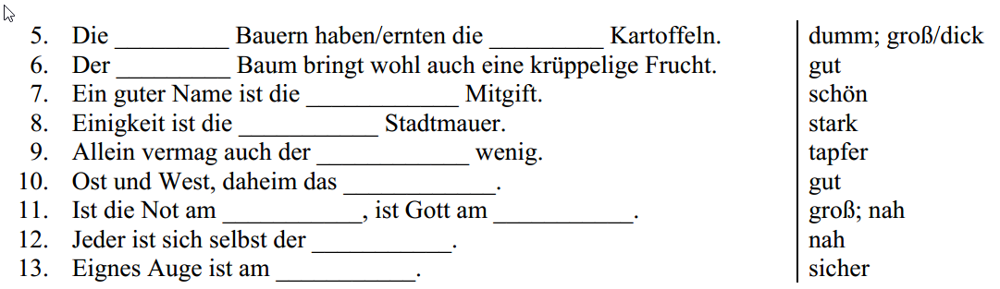 5. Die _________ Bauern haben/ernten die _________ Kartoffeln. dumm; groß/dick
6. Der _________ Baum bringt wohl auch eine krüppelige Frucht. gut
7. Ein guter Name ist die ____________ Mitgift. schön
8. Einigkeit ist die ___________ Stadtmauer. stark
9. Allein vermag auch der ____________ wenig. tapfer
10. Ost und West, daheim das ____________. gut
11. Ist die Not am ___________, ist Gott am ___________. groß; nah
12. Jeder ist sich selbst der ___________. nah
13. Eignes Auge ist am ___________. sicher